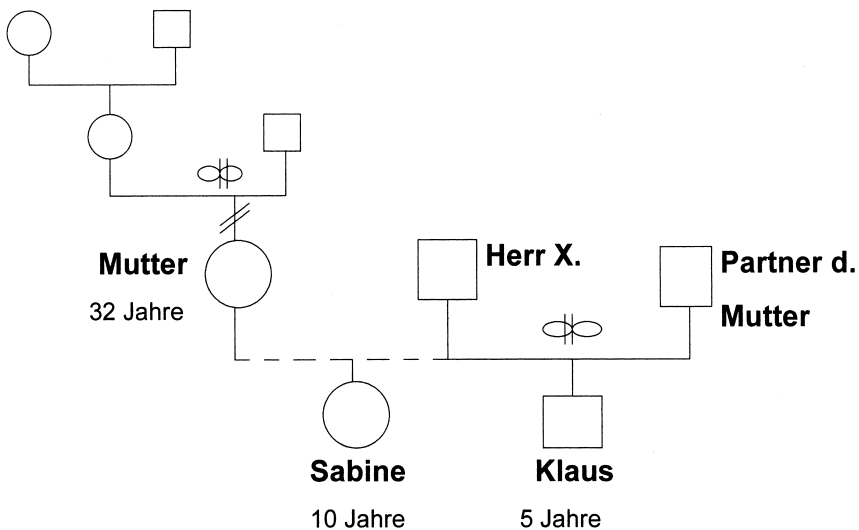 Mutter
32 Jahre
Herr X.
Partner d.
Mutter
Sabine
10 Jahre
Klaus
5 Jahre